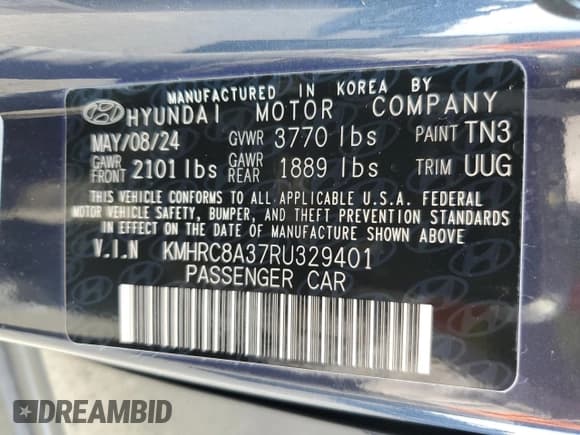 MANUFACTURED IN KOREA BY
HYUNDAI MOTOR COMPANY
MAY/08/24 GVWR 3770 lbs PAINT TN3
GAWR FRONT 2101 lbs GAWR REAR 1889 lbs TRIM UUG
THIS VEHICLE CONFORMS TO ALL APPLICABLE U.S.A. FEDERAL
MOTOR VEHICLE SAFETY, BUMPER, AND THEFT PREVENTION STANDARDS
IN EFFECT ON THE DATE OF MANUFACTURE SHOWN ABOVE.
V.I.N KMHRC8A37RU329401
PASSENGER CAR
DREAMBID